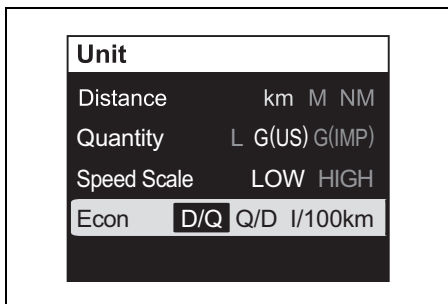 Unit
Distance km M NM
Quantity L G(US) G(IMP)
Speed Scale LOW HIGH
Econ D/Q Q/D l/100km